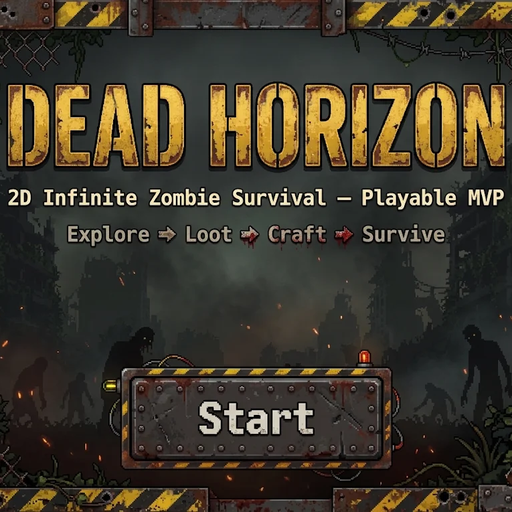 DEAD HORIZON
2D Infinite Zombie Survival — Playable MVP
Explore ➔ Loot ➔ Craft ➔ Survive
Start